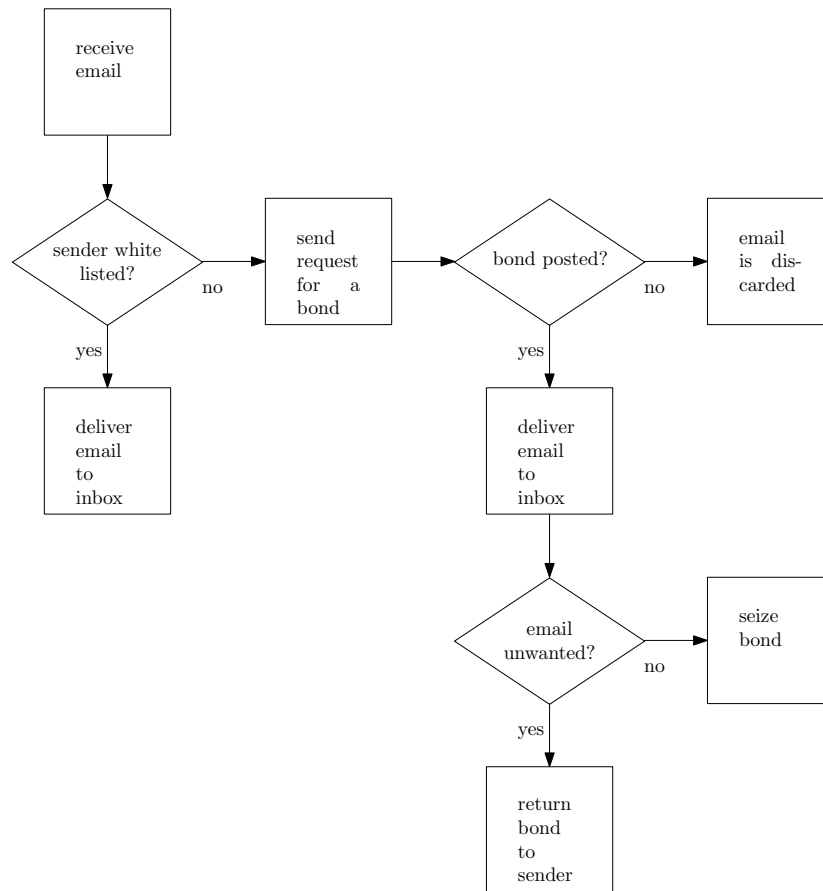 receive
email
sender white
listed?
no
yes
send
request
for a
bond
bond posted?
no
yes
email
is dis-
carded
deliver
email
to
inbox
deliver
email
to
inbox
email
unwanted?
no
yes
seize
bond
return
bond
to
sender